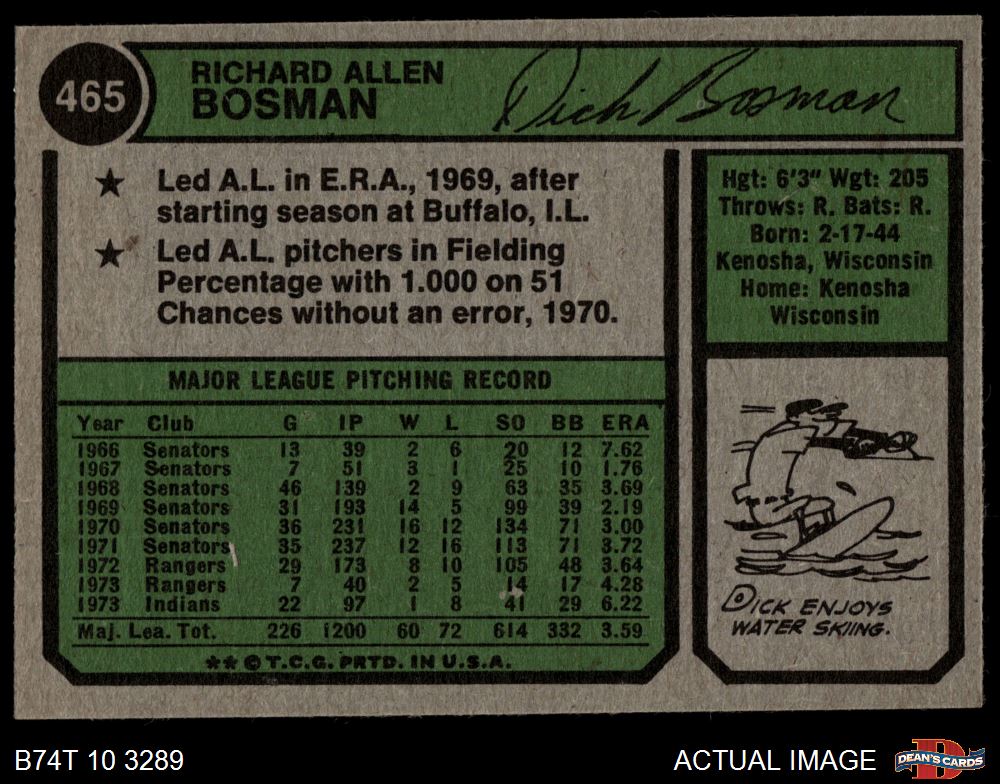 465
RICHARD ALLEN
BOSMAN
Dick Bosman
★ Led A.L. in E.R.A., 1969, after
starting season at Buffalo, I.L.
★ Led A.L. pitchers in Fielding
Percentage with 1.000 on 51
Chances without an error, 1970.
Hgt: 6'3" Wgt: 205
Throws: R. Bats: R.
Born: 2-17-44
Kenosha, Wisconsin
Home: Kenosha
Wisconsin
MAJOR LEAGUE PITCHING RECORD
Year Club G IP W L SO BB ERA
1966 Senators 13 39 2 6 20 12 7.62
1967 Senators 7 51 3 1 25 10 1.76
1968 Senators 46 139 2 9 63 35 3.69
1969 Senators 31 193 14 5 99 39 2.19
1970 Senators 36 231 16 12 134 71 3.00
1971 Senators 35 237 12 16 113 71 3.72
1972 Rangers 29 173 8 10 105 48 3.64
1973 Rangers 7 40 2 5 14 17 4.28
1973 Indians 22 97 1 8 41 29 6.22
Maj. Lea. Tot. 226 1200 60 72 614 332 3.59
** © T.C.G. PRTD. IN U.S.A.
DICK ENJOYS
WATER SKIING.
B74T 10 3289
ACTUAL IMAGE
D
DEAN'S CARDS